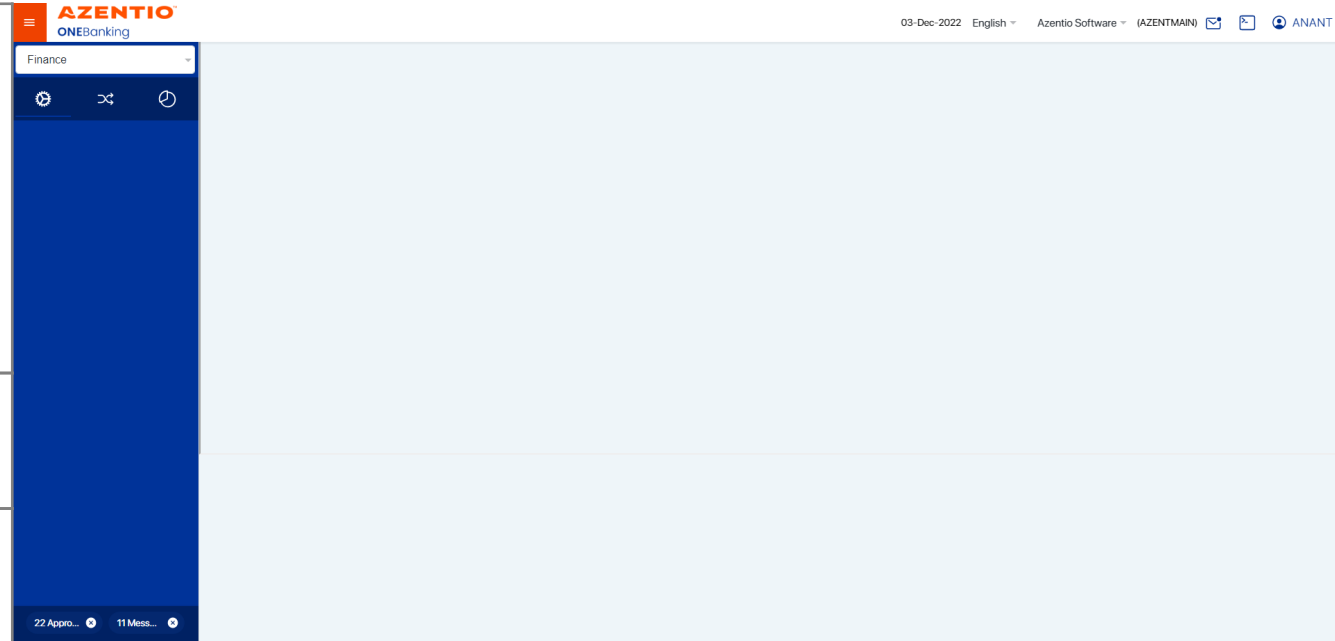 AZENTIO
ONEBanking
03-Dec-2022 English Azentio Software (AZENTMAIN) ANANT
Finance
22 Appro... 11 Mess...